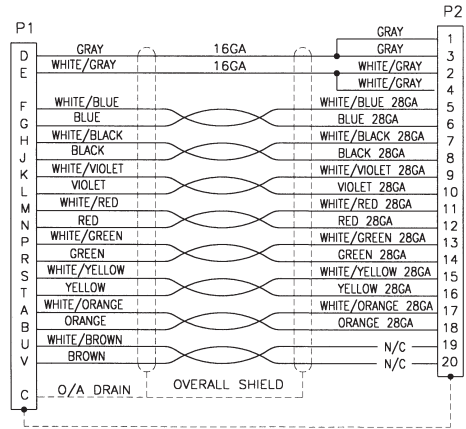 P1 P2
GRAY 1
D GRAY 16GA GRAY 3
E WHITE/GRAY 16GA WHITE/GRAY 2
WHITE/GRAY 4
F WHITE/BLUE WHITE/BLUE 28GA 5
G BLUE BLUE 28GA 6
H WHITE/BLACK WHITE/BLACK 28GA 7
J BLACK BLACK 28GA 8
K WHITE/VIOLET WHITE/VIOLET 28GA 9
L VIOLET VIOLET 28GA 10
M WHITE/RED WHITE/RED 28GA 11
N RED RED 28GA 12
P WHITE/GREEN WHITE/GREEN 28GA 13
R GREEN GREEN 28GA 14
S WHITE/YELLOW WHITE/YELLOW 28GA 15
T YELLOW YELLOW 28GA 16
A WHITE/ORANGE WHITE/ORANGE 28GA 17
B ORANGE ORANGE 28GA 18
U WHITE/BROWN N/C 19
V BROWN N/C 20
C O/A DRAIN OVERALL SHIELD